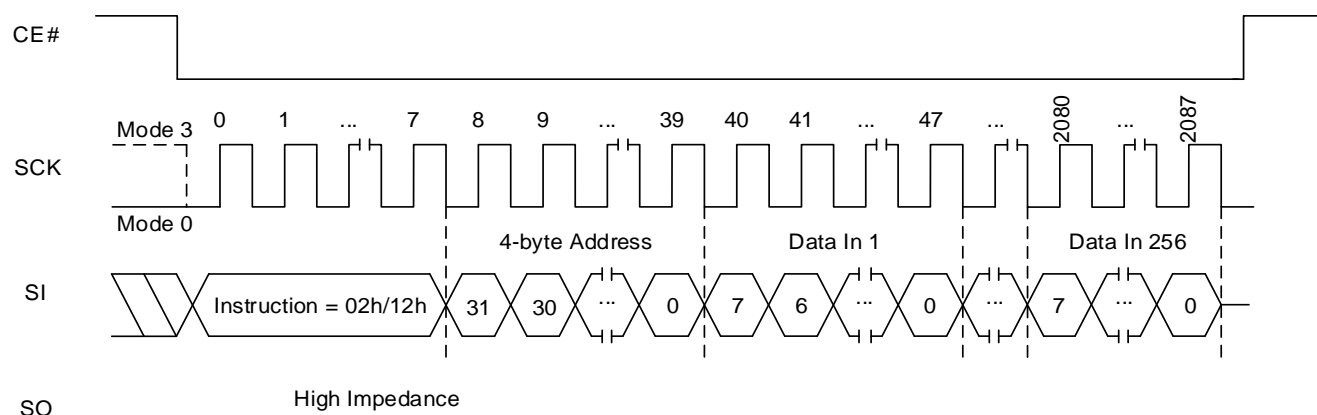 CE#
SCK
Mode 3
Mode 0
0 1 ... 7 8 9 ... 39 40 41 ... 47 ... 2080 ... 2087
4-byte Address Data In 1 Data In 256
SI
Instruction = 02h/12h 31 30 ... 0 7 6 ... 0 ... 7 ... 0
SO
High Impedance